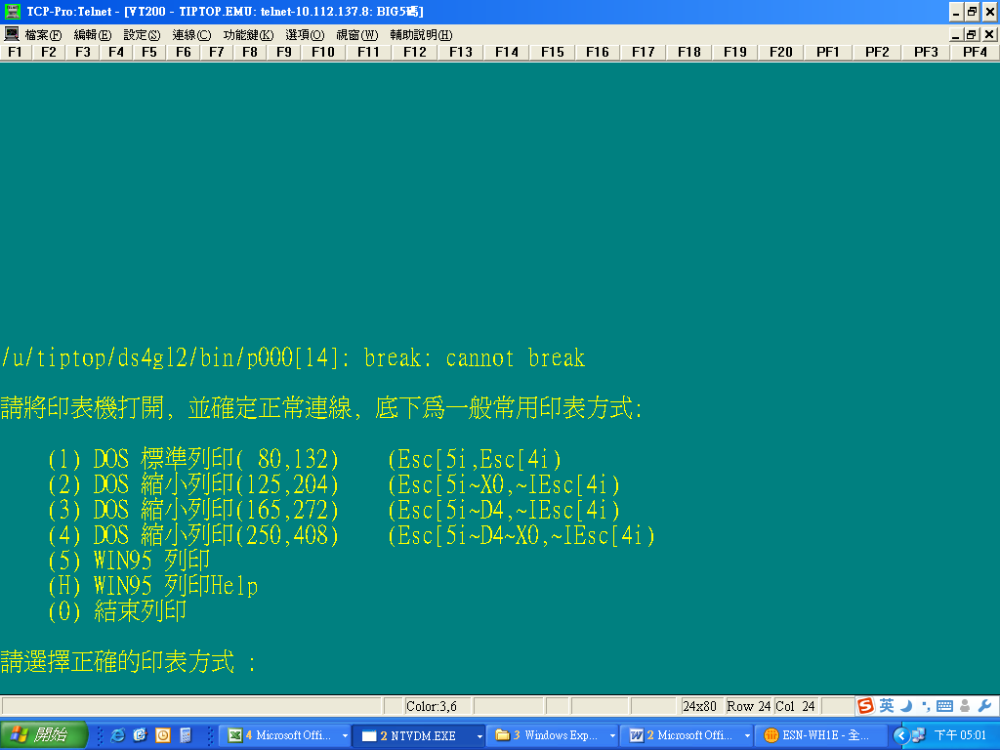 TCP-Pro:Telnet - [VT200 - TIPTOP.EMU: telnet-10.112.137.8: BIG5碼]
檔案(F) 編輯(E) 設定(S) 連線(C) 功能鍵(K) 選項(O) 視窗(W) 輔助說明(H)
F1 F2 F3 F4 F5 F6 F7 F8 F9 F10 F11 F12 F13 F14 F15 F16 F17 F18 F19 F20 PF1 PF2 PF3 PF4
/u/tiptop/ds4gl2/bin/p000[14]: break: cannot break
請將印表機打開, 並確定正常連線, 底下爲一般常用印表方式:
(1) DOS 標準列印( 80,132) (Esc[5i,Esc[4i)
(2) DOS 縮小列印(125,204) (Esc[5i~X0,~IEsc[4i)
(3) DOS 縮小列印(165,272) (Esc[5i~D4,~IEsc[4i)
(4) DOS 縮小列印(250,408) (Esc[5i~D4~X0,~IEsc[4i)
(5) WIN95 列印
(H) WIN95 列印Help
(0) 結束列印
請選擇正確的印表方式 :
Color:3,6 24x80 Row 24 Col 24 英
開始 4 Microsoft Offi... 2 NTVDM.EXE 3 Windows Exp... 2 Microsoft Offi... ESN-WH1E - 全... 下午 05:01